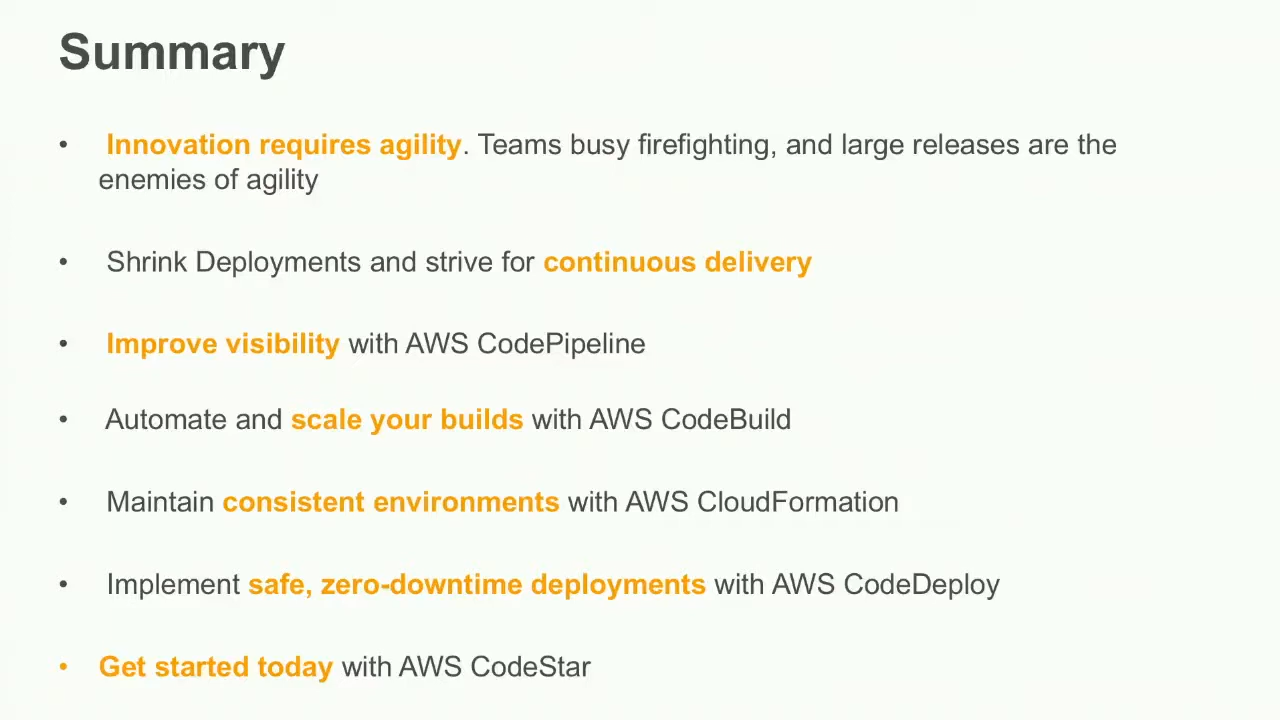 Summary
• Innovation requires agility. Teams busy firefighting, and large releases are the
enemies of agility
• Shrink Deployments and strive for continuous delivery
• Improve visibility with AWS CodePipeline
• Automate and scale your builds with AWS CodeBuild
• Maintain consistent environments with AWS CloudFormation
• Implement safe, zero-downtime deployments with AWS CodeDeploy
• Get started today with AWS CodeStar